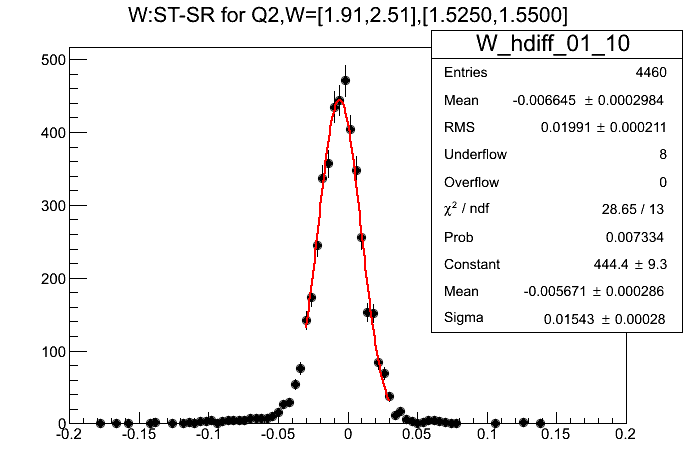 W:ST-SR for Q2,W=[1.91,2.51],[1.5250,1.5500]
W_hdiff_01_10
Entries 4460
Mean -0.006645 ± 0.0002984
RMS 0.01991 ± 0.000211
Underflow 8
Overflow 0
χ² / ndf 28.65 / 13
Prob 0.007334
Constant 444.4 ± 9.3
Mean -0.005671 ± 0.000286
Sigma 0.01543 ± 0.00028
500
400
300
200
100
0
-0.2 -0.15 -0.1 -0.05 0 0.05 0.1 0.15 0.2